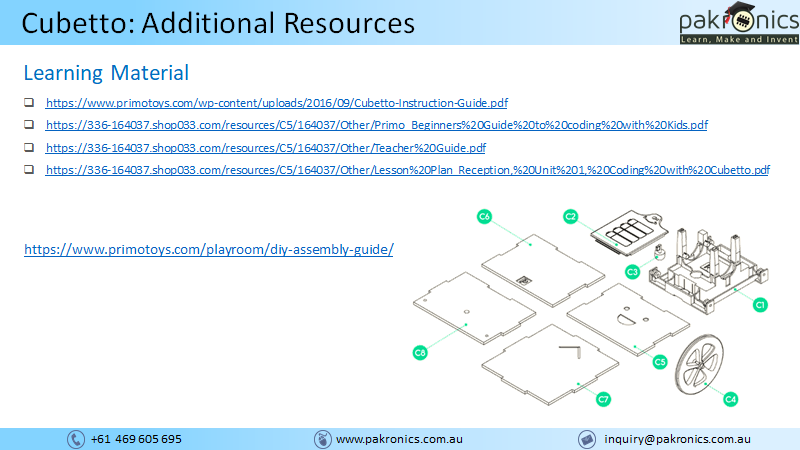 Cubetto: Additional Resources
pakronics
Learn, Make and Invent
Learning Material
https://www.primotoys.com/wp-content/uploads/2016/09/Cubetto-Instruction-Guide.pdf
https://336-164037.shop033.com/resources/C5/164037/Other/Primo_Beginners%20Guide%20to%20coding%20with%20Kids.pdf
https://336-164037.shop033.com/resources/C5/164037/Other/Teacher%20Guide.pdf
https://336-164037.shop033.com/resources/C5/164037/Other/Lesson%20Plan_Reception,%20Unit%201,%20Coding%20with%20Cubetto.pdf
https://www.primotoys.com/playroom/diy-assembly-guide/
C6
C2
C3
C1
C8
C5
C7
C4
+61 469 605 695
www.pakronics.com.au
inquiry@pakronics.com.au